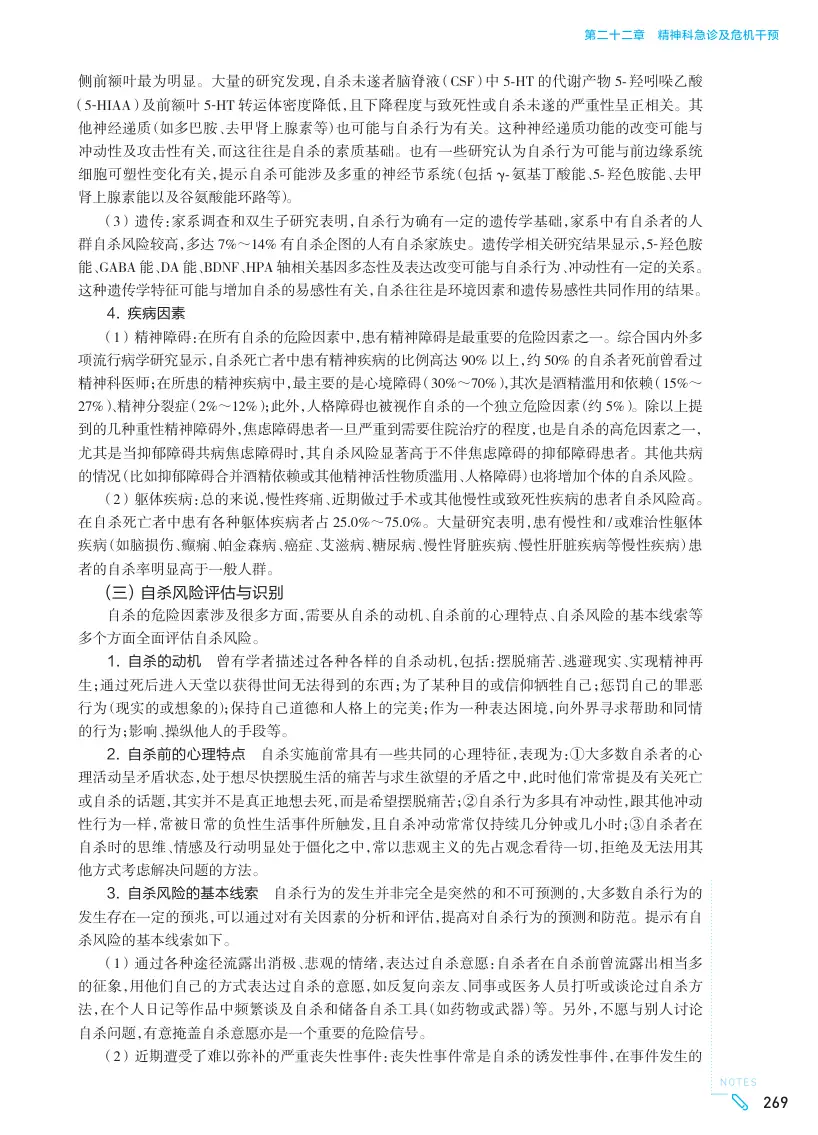 第二十二章　精神科急诊及危机干预
侧前额叶最为明显。大量的研究发现,自杀未遂者脑脊液(CSF)中 5-HT 的代谢产物 5- 羟吲哚乙酸
(5-HIAA)及前额叶 5-HT 转运体密度降低,且下降程度与致死性或自杀未遂的严重性呈正相关。其
他神经递质(如多巴胺、去甲肾上腺素等)也可能与自杀行为有关。这种神经递质功能的改变可能与
冲动性及攻击性有关,而这往往是自杀的素质基础。也有一些研究认为自杀行为可能与前边缘系统
细胞可塑性变化有关,提示自杀可能涉及多重的神经节系统(包括 γ- 氨基丁酸能、5- 羟色胺能、去甲
肾上腺素能以及谷氨酸能环路等)。
(3)遗传:家系调查和双生子研究表明,自杀行为确有一定的遗传学基础,家系中有自杀者的人
群自杀风险较高,多达 7%～14% 有自杀企图的人有自杀家族史。遗传学相关研究结果显示,5- 羟色胺
能、GABA 能、DA 能、BDNF、HPA 轴相关基因多态性及表达改变可能与自杀行为、冲动性有一定的关系。
这种遗传学特征可能与增加自杀的易感性有关,自杀往往是环境因素和遗传易感性共同作用的结果。
4. 疾病因素
(1)精神障碍:在所有自杀的危险因素中,患有精神障碍是最重要的危险因素之一。综合国内外多
项流行病学研究显示,自杀死亡者中患有精神疾病的比例高达 90% 以上,约 50% 的自杀者死前曾看过
精神科医师;在所患的精神疾病中,最主要的是心境障碍(30%～70%),其次是酒精滥用和依赖(15%～
27%)、精神分裂症(2%～12%);此外,人格障碍也被视作自杀的一个独立危险因素(约 5%)。除以上提
到的几种重性精神障碍外,焦虑障碍患者一旦严重到需要住院治疗的程度,也是自杀的高危因素之一,
尤其是当抑郁障碍共病焦虑障碍时,其自杀风险显著高于不伴焦虑障碍的抑郁障碍患者。其他共病
的情况(比如抑郁障碍合并酒精依赖或其他精神活性物质滥用、人格障碍)也将增加个体的自杀风险。
(2)躯体疾病:总的来说,慢性疼痛、近期做过手术或其他慢性或致死性疾病的患者自杀风险高。
在自杀死亡者中患有各种躯体疾病者占 25.0%～75.0%。大量研究表明,患有慢性和/或难治性躯体
疾病(如脑损伤、癫痫、帕金森病、癌症、艾滋病、糖尿病、慢性肾脏疾病、慢性肝脏疾病等慢性疾病)患
者的自杀率明显高于一般人群。
(三)自杀风险评估与识别
自杀的危险因素涉及很多方面,需要从自杀的动机、自杀前的心理特点、自杀风险的基本线索等
多个方面全面评估自杀风险。
1. 自杀的动机　曾有学者描述过各种各样的自杀动机,包括:摆脱痛苦、逃避现实、实现精神再
生;通过死后进入天堂以获得世间无法得到的东西;为了某种目的或信仰牺牲自己;惩罚自己的罪恶
行为(现实的或想象的);保持自己道德和人格上的完美;作为一种表达困境,向外界寻求帮助和同情
的行为;影响、操纵他人的手段等。
2. 自杀前的心理特点　自杀实施前常具有一些共同的心理特征,表现为:①大多数自杀者的心
理活动呈矛盾状态,处于想尽快摆脱生活的痛苦与求生欲望的矛盾之中,此时他们常常提及有关死亡
或自杀的话题,其实并不是真正地想去死,而是希望摆脱痛苦;②自杀行为多具有冲动性,跟其他冲动
性行为一样,常被日常的负性生活事件所触发,且自杀冲动常常仅持续几分钟或几小时;③自杀者在
自杀时的思维、情感及行动明显处于僵化之中,常以悲观主义的先占观念看待一切,拒绝及无法用其
他方式考虑解决问题的方法。
3. 自杀风险的基本线索　自杀行为的发生并非完全是突然的和不可预测的,大多数自杀行为的
发生存在一定的预兆,可以通过对有关因素的分析和评估,提高对自杀行为的预测和防范。提示有自
杀风险的基本线索如下。
(1)通过各种途径流露出消极、悲观的情绪,表达过自杀意愿:自杀者在自杀前曾流露出相当多
的征象,用他们自己的方式表达过自杀的意愿,如反复向亲友、同事或医务人员打听或谈论过自杀方
法,在个人日记等作品中频繁谈及自杀和储备自杀工具(如药物或武器)等。另外,不愿与别人讨论
自杀问题,有意掩盖自杀意愿亦是一个重要的危险信号。
(2)近期遭受了难以弥补的严重丧失性事件:丧失性事件常是自杀的诱发性事件,在事件发生的
NOTES
269